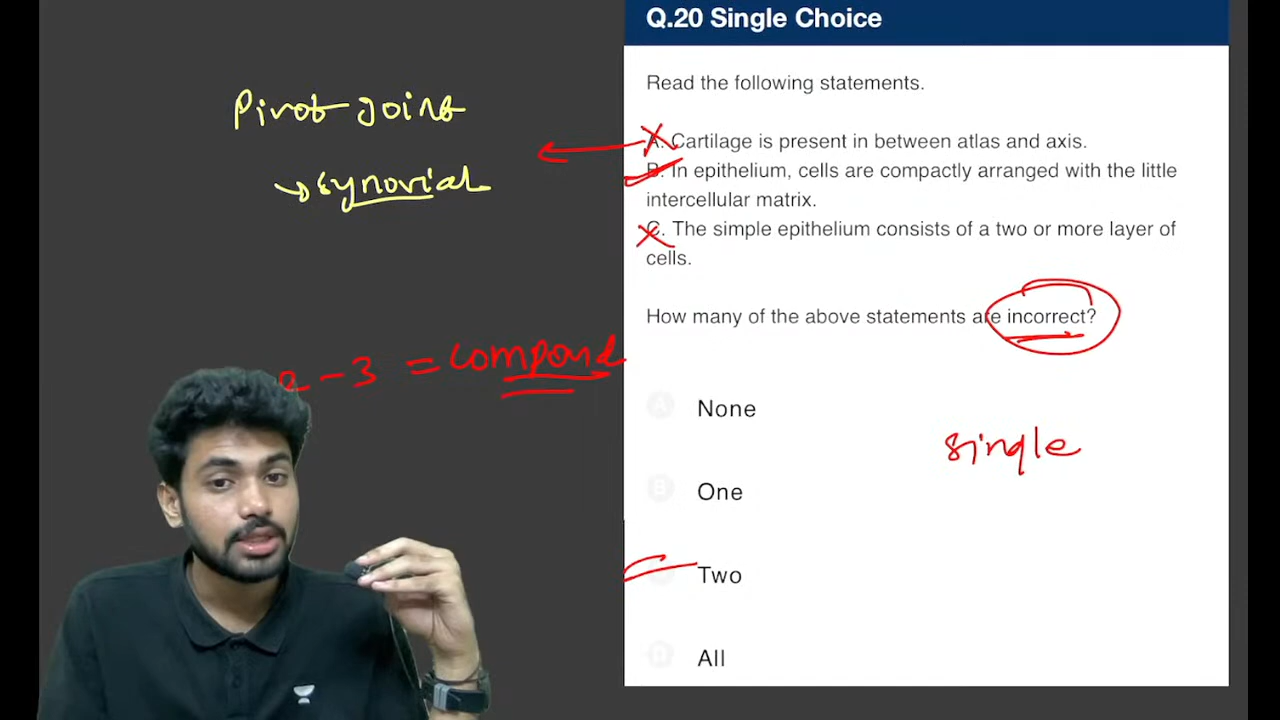 Q.20 Single Choice
Pivot joint
→ synovial
Read the following statements.
A. Cartilage is present in between atlas and axis.
B. In epithelium, cells are compactly arranged with the little
intercellular matrix.
C. The simple epithelium consists of a two or more layer of
cells.
How many of the above statements are incorrect?
2 – 3 = compound
A None
single
B One
Two
D All